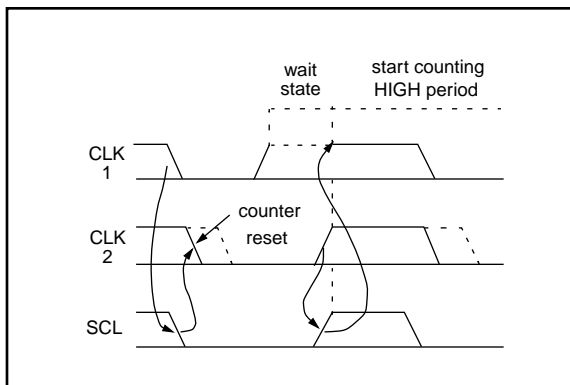 wait
state
start counting
HIGH period
CLK
1
counter
reset
CLK
2
SCL